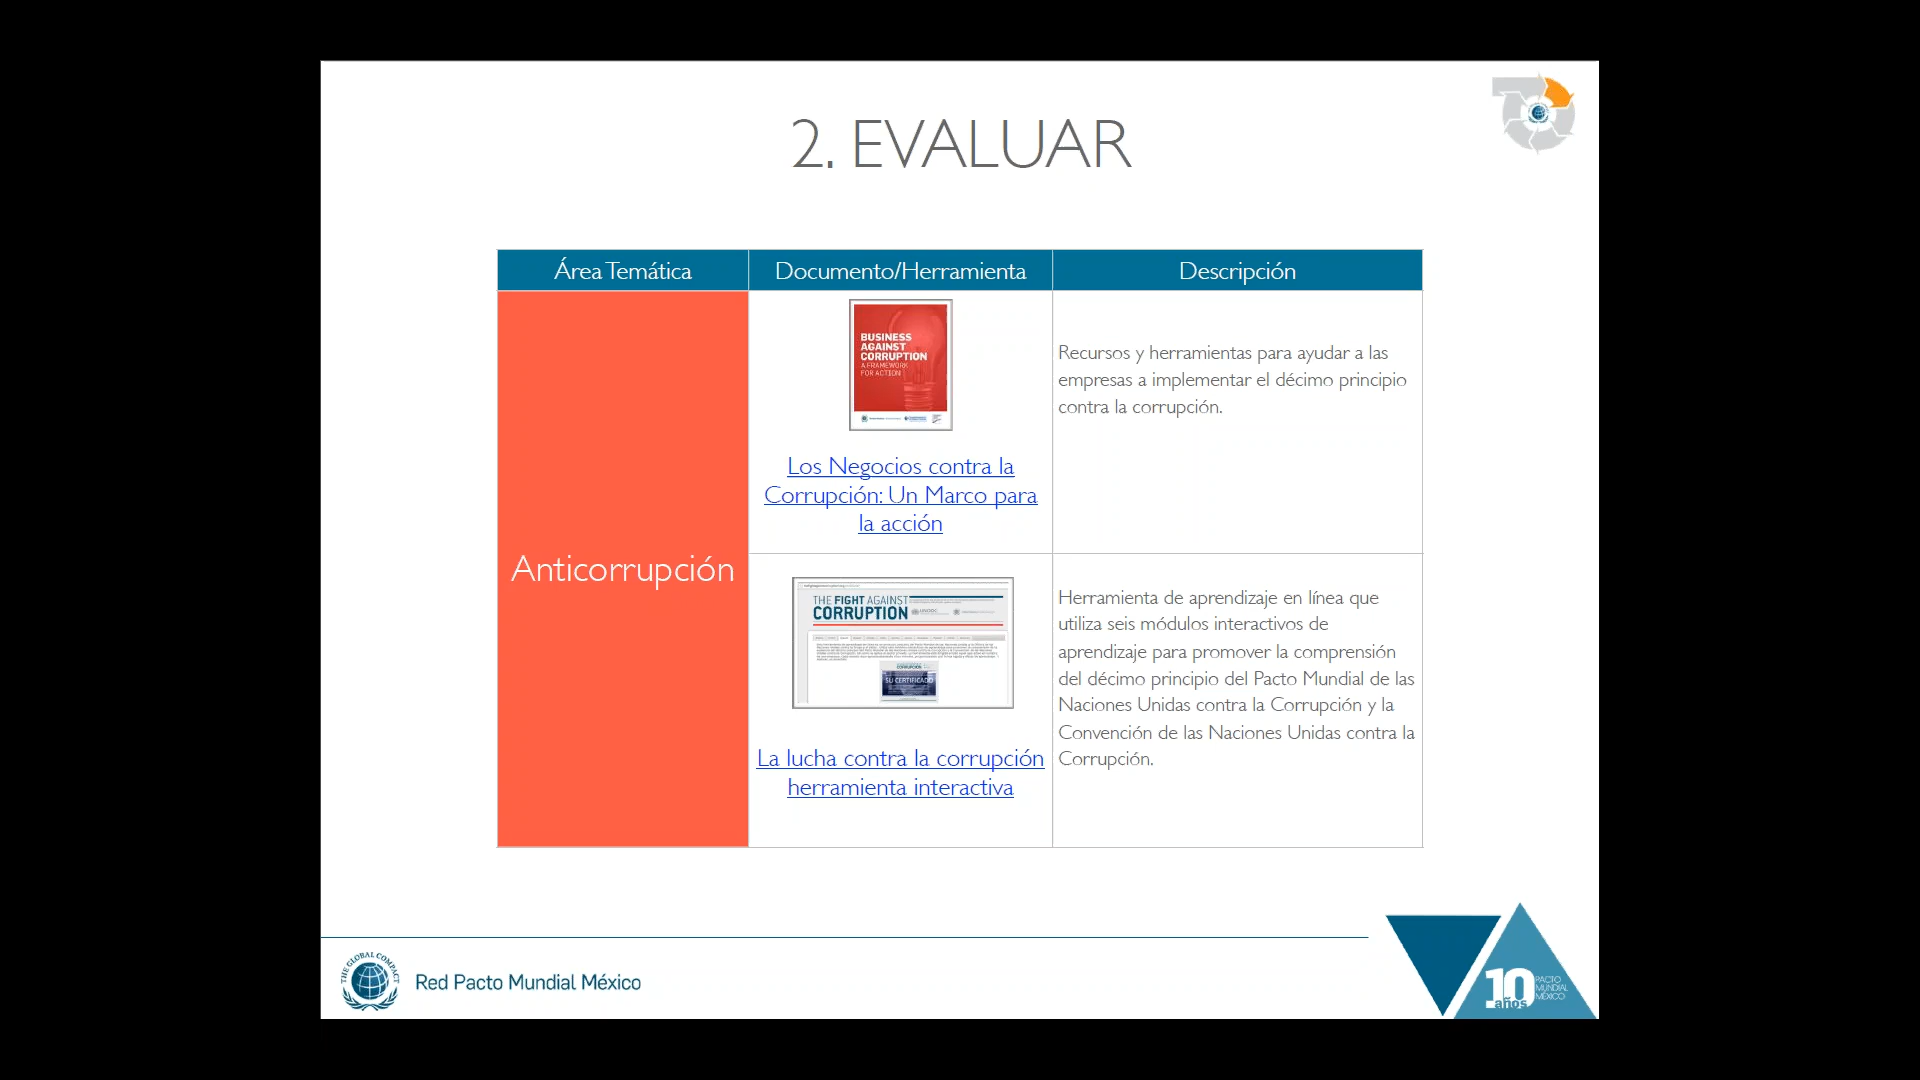 2. EVALUAR
Área Temática
Documento/Herramienta
Descripción
Anticorrupción
BUSINESS
AGAINST
CORRUPTION
A FRAMEWORK
FOR ACTION
Los Negocios contra la
Corrupción: Un Marco para
la acción
Recursos y herramientas para ayudar a las
empresas a implementar el décimo principio
contra la corrupción.
THE FIGHT AGAINST
CORRUPTION
UNODC
CORRUPCIÓN
SU CERTIFICADO
La lucha contra la corrupción
herramienta interactiva
Herramienta de aprendizaje en línea que
utiliza seis módulos interactivos de
aprendizaje para promover la comprensión
del décimo principio del Pacto Mundial de las
Naciones Unidas contra la Corrupción y la
Convención de las Naciones Unidas contra la
Corrupción.
THE GLOBAL COMPACT
Red Pacto Mundial México
10
años
PACTO
MUNDIAL
MÉXICO